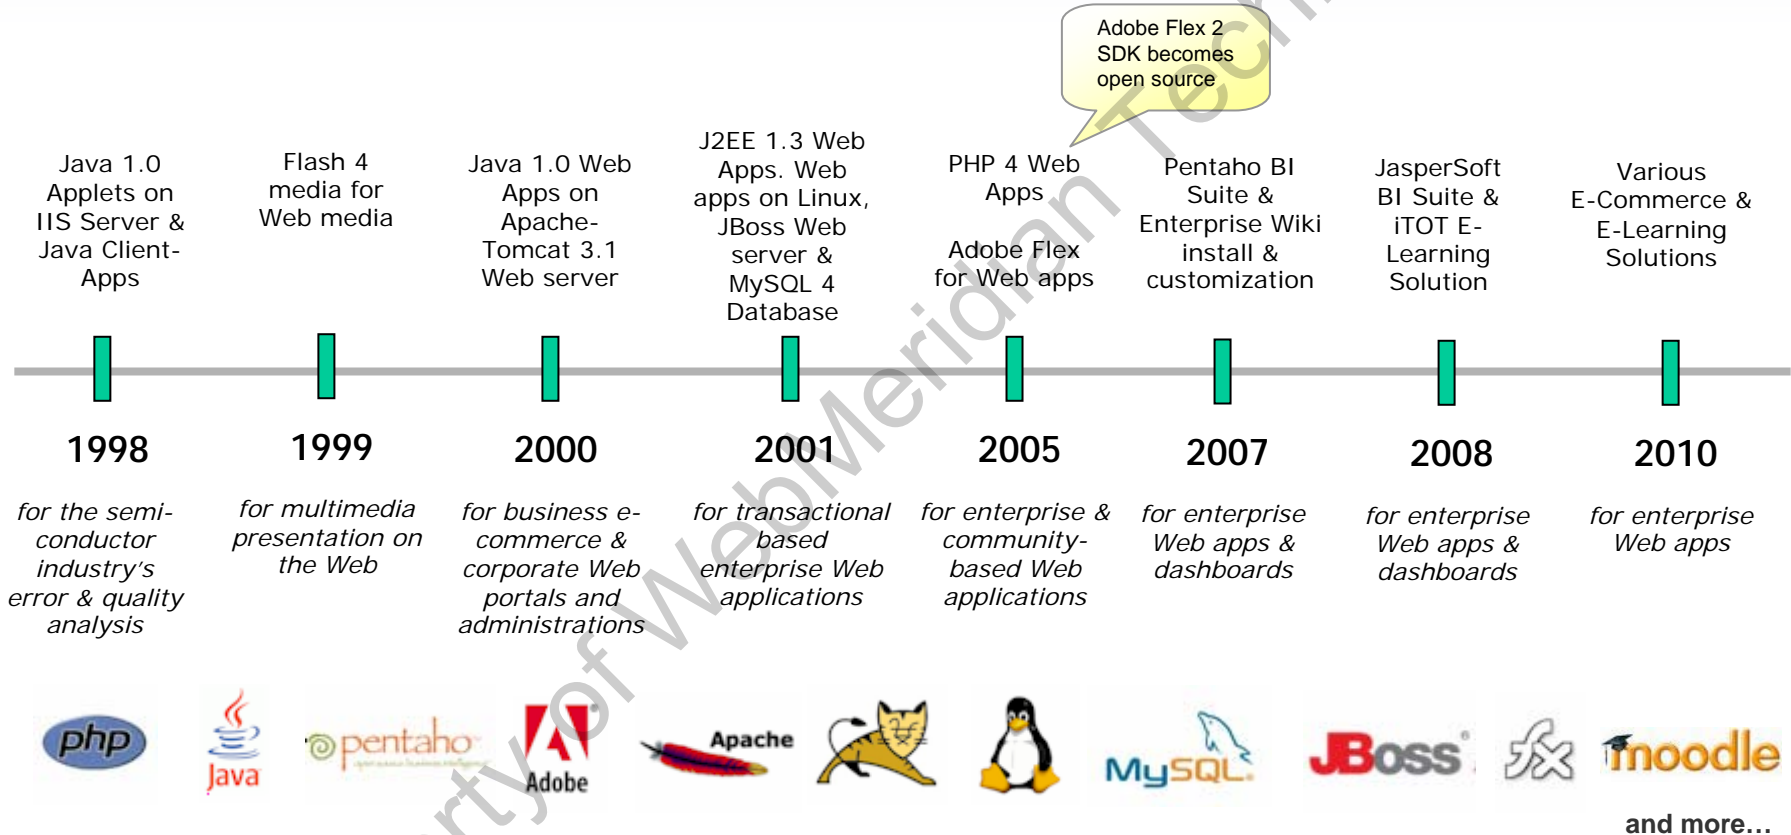 Adobe Flex 2
SDK becomes
open source
Java 1.0
Applets on
IIS Server &
Java Client-
Apps
Flash 4
media for
Web media
Java 1.0 Web
Apps on
Apache-
Tomcat 3.1
Web server
J2EE 1.3 Web
Apps. Web
apps on Linux,
JBoss Web
server &
MySQL 4
Database
PHP 4 Web
Apps
Adobe Flex
for Web apps
Pentaho BI
Suite &
Enterprise Wiki
install &
customization
JasperSoft
BI Suite &
iTOT E-
Learning
Solution
Various
E-Commerce &
E-Learning
Solutions
1998
1999
2000
2001
2005
2007
2008
2010
for the semi-
conductor
industry's
error & quality
analysis
for multimedia
presentation on
the Web
for business e-
commerce &
corporate Web
portals and
administrations
for transactional
based
enterprise Web
applications
for enterprise &
community-
based Web
applications
for enterprise
Web apps &
dashboards
for enterprise
Web apps &
dashboards
for enterprise
Web apps
php
Java
pentaho
open source business intelligence
Adobe
Apache
MySQL
JBoss
fx
moodle
and more...
of WebMeridian